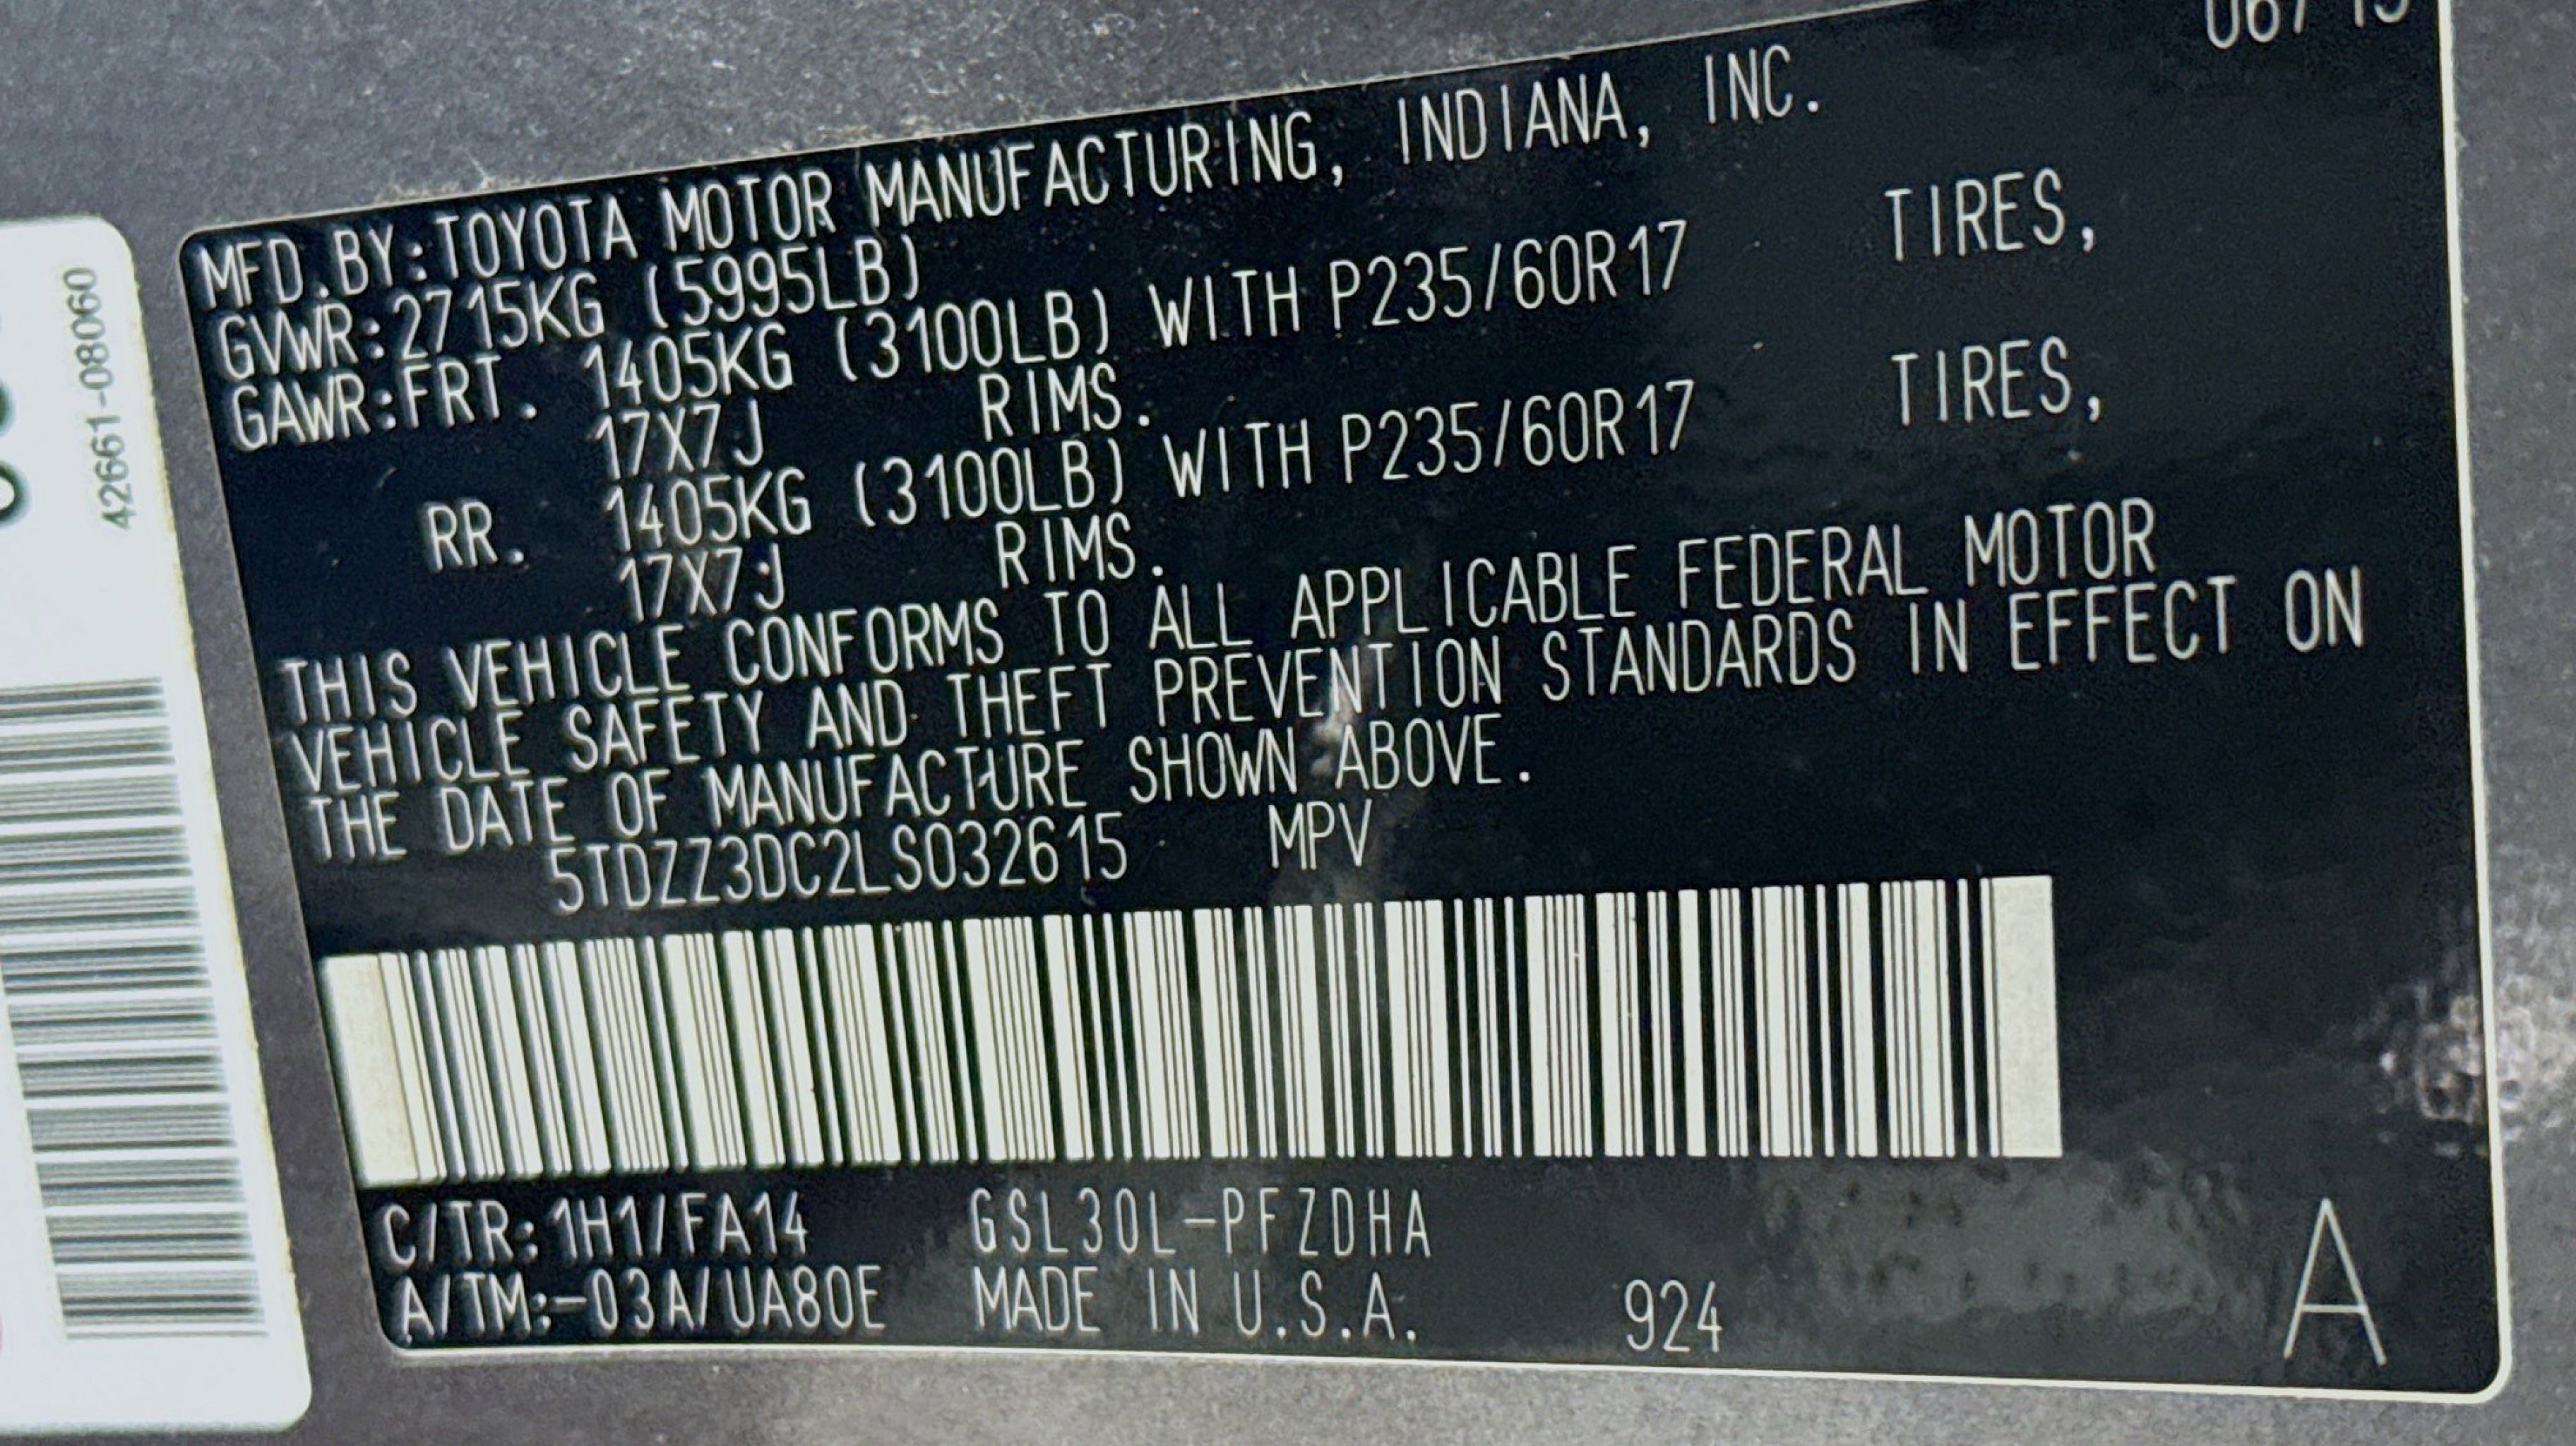 MFD.BY:TOYOTA MOTOR MANUFACTURING, INDIANA, INC.
GVWR:2715KG (5995LB)
GAWR:FRT. 1405KG (3100LB) WITH P235/60R17 TIRES,
17X7J RIMS.
RR. 1405KG (3100LB) WITH P235/60R17 TIRES,
17X7J RIMS.
THIS VEHICLE CONFORMS TO ALL APPLICABLE FEDERAL MOTOR
VEHICLE SAFETY AND THEFT PREVENTION STANDARDS IN EFFECT ON
THE DATE OF MANUFACTURE SHOWN ABOVE.
5TDZZ3DC2LS032615 MPV
C/TR:1H1/FA14 GSL30L-PFZDHA
A/TM:-03A/UA80E MADE IN U.S.A. 924 A
42661-08060